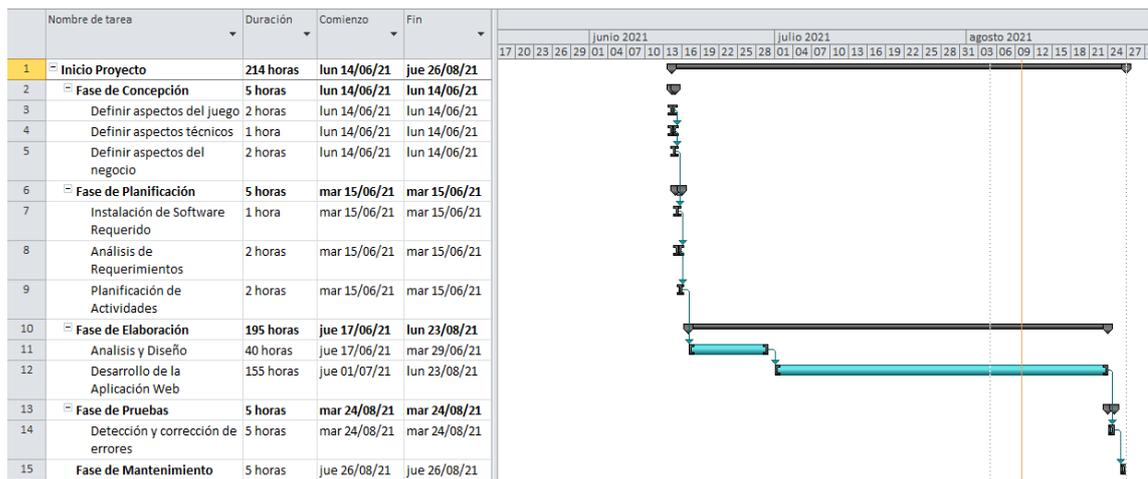 Nombre de tarea Duración Comienzo Fin
junio 2021 julio 2021 agosto 2021
17 20 23 26 29 01 04 07 10 13 16 19 22 25 28 01 04 07 10 13 16 19 22 25 28 31 03 06 09 12 15 18 21 24 27
1 Inicio Proyecto 214 horas lun 14/06/21 jue 26/08/21
2 Fase de Concepción 5 horas lun 14/06/21 lun 14/06/21
3 Definir aspectos del juego 2 horas lun 14/06/21 lun 14/06/21
4 Definir aspectos técnicos 1 hora lun 14/06/21 lun 14/06/21
5 Definir aspectos del 2 horas lun 14/06/21 lun 14/06/21
negocio
6 Fase de Planificación 5 horas mar 15/06/21 mar 15/06/21
7 Instalación de Software 1 hora mar 15/06/21 mar 15/06/21
Requerido
8 Análisis de 2 horas mar 15/06/21 mar 15/06/21
Requerimientos
9 Planificación de 2 horas mar 15/06/21 mar 15/06/21
Actividades
10 Fase de Elaboración 195 horas jue 17/06/21 lun 23/08/21
11 Analisis y Diseño 40 horas jue 17/06/21 mar 29/06/21
12 Desarrollo de la 155 horas jue 01/07/21 lun 23/08/21
Aplicación Web
13 Fase de Pruebas 5 horas mar 24/08/21 mar 24/08/21
14 Detección y corrección de 5 horas mar 24/08/21 mar 24/08/21
errores
15 Fase de Mantenimiento 5 horas jue 26/08/21 jue 26/08/21